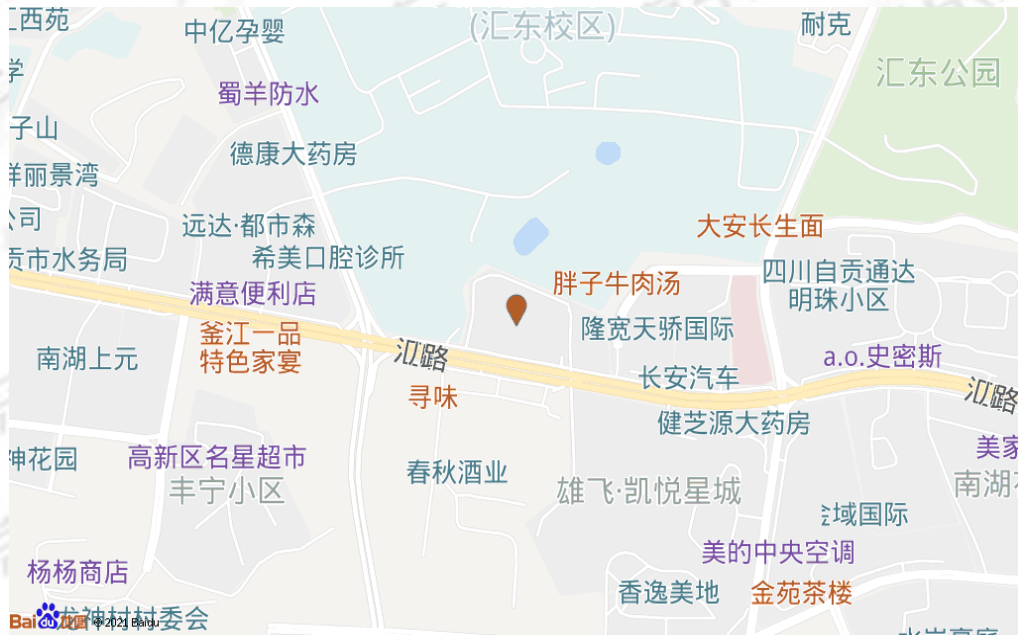 江西苑
中亿孕婴
(汇东校区)
耐克
学
蜀羊防水
汇东公园
子山
德康大药房
祥丽景湾
公司
远达·都市森
大安长生面
贡市水务局
希美口腔诊所
四川自贡通达
明珠小区
满意便利店
胖子牛肉汤
釜江一品
特色家宴
隆宽天骄国际
南湖上元
汇路
a.o.史密斯
长安汽车
汇路
寻味
健芝源大药房
神花园
高新区名星超市
春秋酒业
美家
丰宁小区
雄飞·凯悦星城
南湖
金域国际
美的中央空调
杨杨商店
香逸美地
金苑茶楼
龙神村村委会
Bai du 地图 © 2021 Baidu